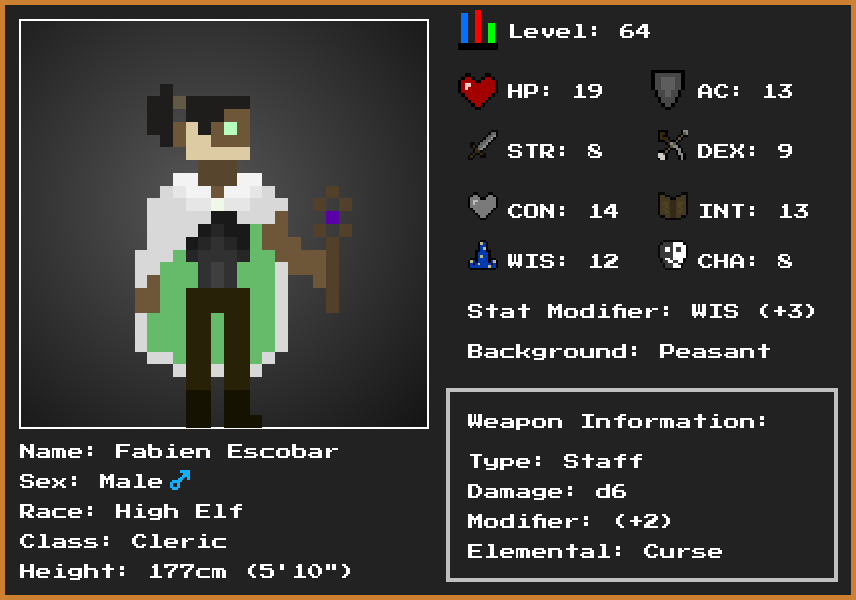 Level: 64
HP: 19
AC: 13
STR: 8
DEX: 9
CON: 14
INT: 13
WIS: 12
CHA: 8
Stat Modifier: WIS (+3)
Background: Peasant
Weapon Information:
Type: Staff
Damage: d6
Modifier: (+2)
Elemental: Curse
Name: Fabien Escobar
Sex: Male♂
Race: High Elf
Class: Cleric
Height: 177cm (5'10")